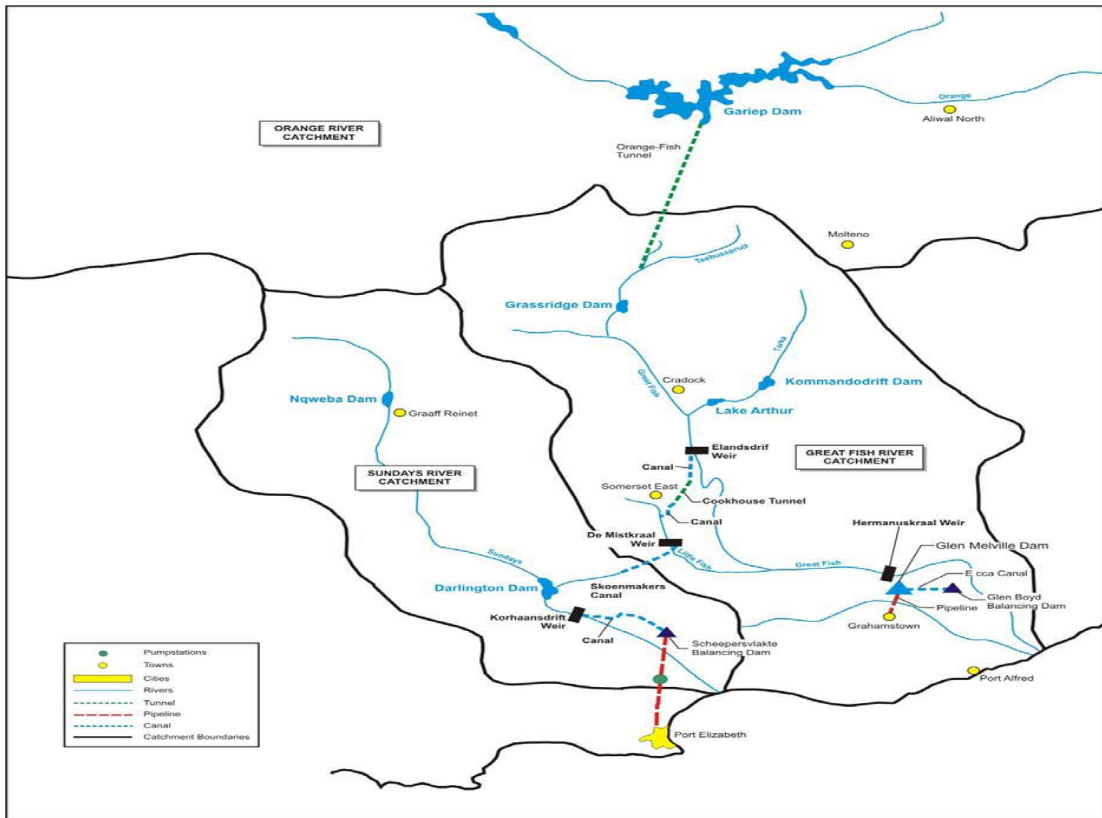 Orange
Gariep Dam
Aliwal North
ORANGE RIVER
CATCHMENT
Orange-Fish
Tunnel
Molteno
Teebusspruit
Grassridge Dam
Tarka
Great Fish
Cradock
Kommandodrift Dam
Nqweba Dam
Lake Arthur
Graaff Reinet
Elandsdrif
Weir
GREAT FISH RIVER
CATCHMENT
Canal
SUNDAYS RIVER
CATCHMENT
Somerset East
Cookhouse Tunnel
Canal
Hermanuskraal Weir
De Mistkraal
Weir
Glen Melville Dam
Little Fish
Sundays
Great Fish
Ecca Canal
Darlington Dam
Skoenmakers
Canal
Glen Boyd
Balancing Dam
Pipeline
Korhaansdrift
Weir
Grahamstown
Canal
Scheepersvlakte
Balancing Dam
Port Alfred
Port Elizabeth
Pumpstations
Towns
Cities
Rivers
Tunnel
Pipeline
Canal
Catchment Boundaries